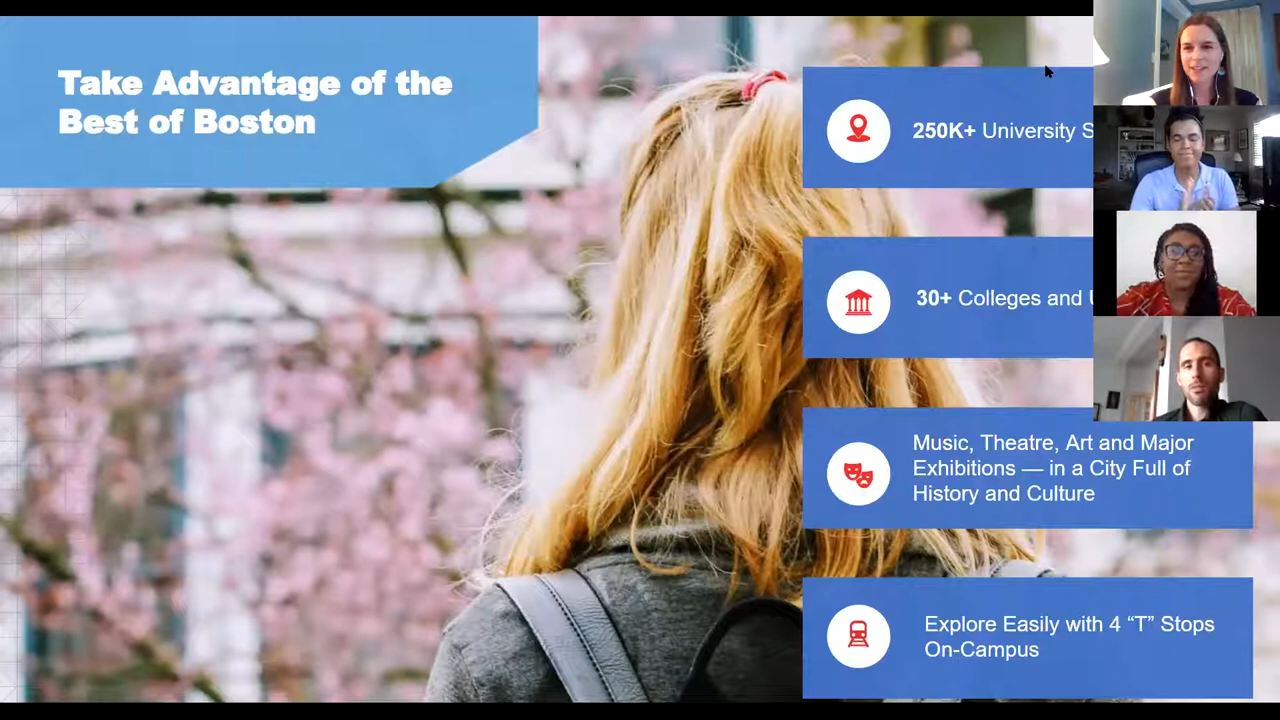 Take Advantage of the
Best of Boston
250K+ University
30+ Colleges and
Music, Theatre, Art and Major
Exhibitions — in a City Full of
History and Culture
Explore Easily with 4 “T” Stops
On-Campus